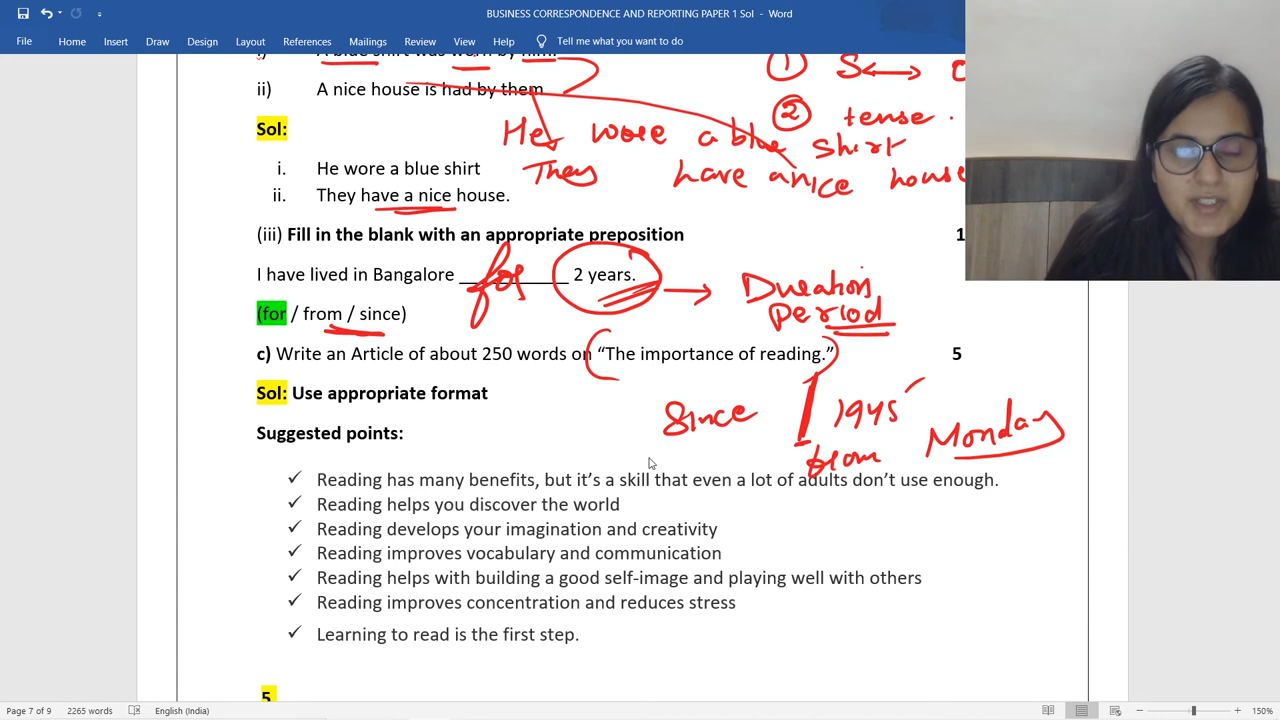 BUSINESS CORRESPONDENCE AND REPORTING PAPER 1 Sol - Word
File Home Insert Draw Design Layout References Mailings Review View Help Tell me what you want to do
i) A blue shirt was worn by him.
① S
ii) A nice house is had by them
② tense.
Sol:
He wore a blue shirt
i. He wore a blue shirt
They have a nice house
ii. They have a nice house.
(iii) Fill in the blank with an appropriate preposition 1
I have lived in Bangalore ___________ 2 years.
for
Duration
period
(for / from / since)
c) Write an Article of about 250 words on “The importance of reading.” 5
Sol: Use appropriate format
Since 1945
from Monday
Suggested points:
✓ Reading has many benefits, but it’s a skill that even a lot of adults don’t use enough.
✓ Reading helps you discover the world
✓ Reading develops your imagination and creativity
✓ Reading improves vocabulary and communication
✓ Reading helps with building a good self-image and playing well with others
✓ Reading improves concentration and reduces stress
✓ Learning to read is the first step.
5
Page 7 of 9 2265 words English (India) 150%